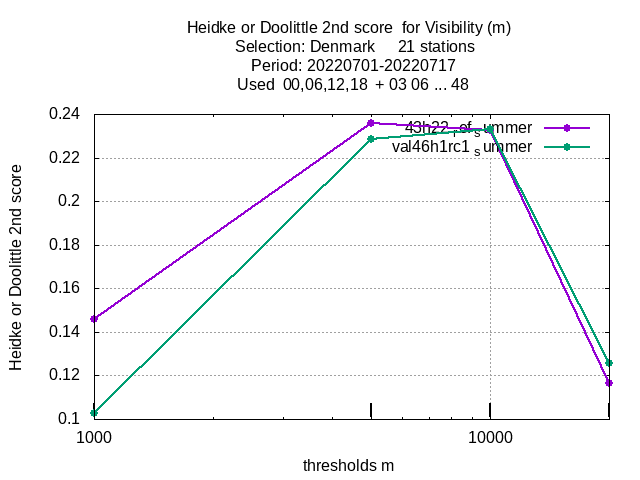 Heidke or Doolittle 2nd score for Visibility (m)
Selection: Denmark 21 stations
Period: 20220701-20220717
Used 00,06,12,18 + 03 06 ... 48
Heidke or Doolittle 2nd score
0.24
0.22
0.2
0.18
0.16
0.14
0.12
0.1
43h22ref_summer
val46h1rc1summer
1000
10000
thresholds m